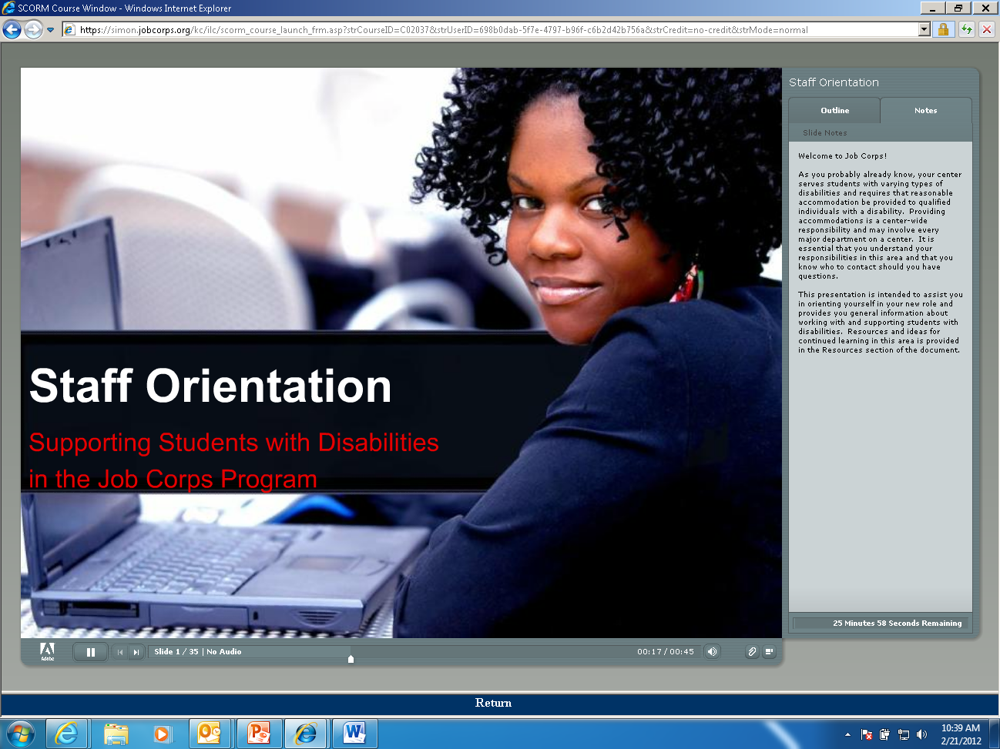 SCORM Course Window - Windows Internet Explorer
https://simon.jobcorps.org/kc/ilc/scorm_course_launch_frm.asp?strCourseID=C02037&strUserID=698b0dab-5f7e-4797-b96f-c6b2d42b756a&strCredit=no-credit&strMode=normal
Staff Orientation
Supporting Students with Disabilities
in the Job Corps Program
Staff Orientation
Outline Notes
Slide Notes
Welcome to Job Corps!
As you probably already know, your center
serves students with varying types of
disabilities and requires that reasonable
accommodation be provided to qualified
individuals with a disability. Providing
accommodations is a center-wide
responsibility and may involve every
major department on a center. It is
essential that you understand your
responsibilities in this area and that you
know who to contact should you have
questions.
This presentation is intended to assist you
in orienting yourself in your new role and
provides you general information about
working with and supporting students with
disabilities. Resources and ideas for
continued learning in this area is provided
in the Resources section of the document.
25 Minutes 58 Seconds Remaining
Adobe
Slide 1 / 35 | No Audio
00:17 / 00:45
Return
10:39 AM
2/21/2012